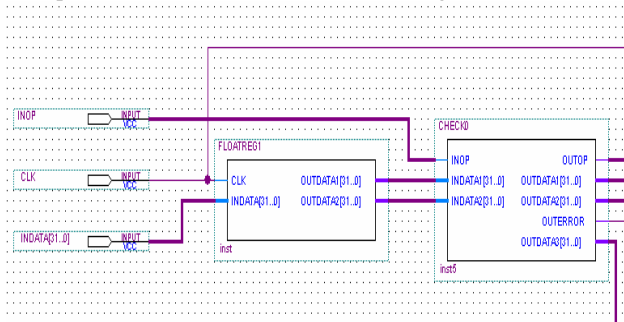 INOP
INPUT
VCC
CLK
INPUT
VCC
INDATA[31..0]
INPUT
VCC
FLOATREG1
CLK
INDATA[31..0]
OUTDATA1[31..0]
OUTDATA2[31..0]
inst
CHECK0
INOP
INDATA1[31..0]
INDATA2[31..0]
OUTOP
OUTDATA1[31..0]
OUTDATA2[31..0]
OUTERROR
OUTDATA3[31..0]
inst5